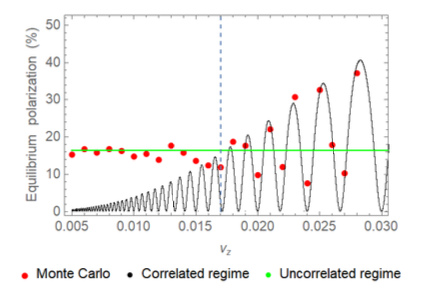 Equilibrium polarization (%)
50
40
30
20
10
0
0.005 0.010 0.015 0.020 0.025 0.030
v_z
Monte Carlo Correlated regime Uncorrelated regime